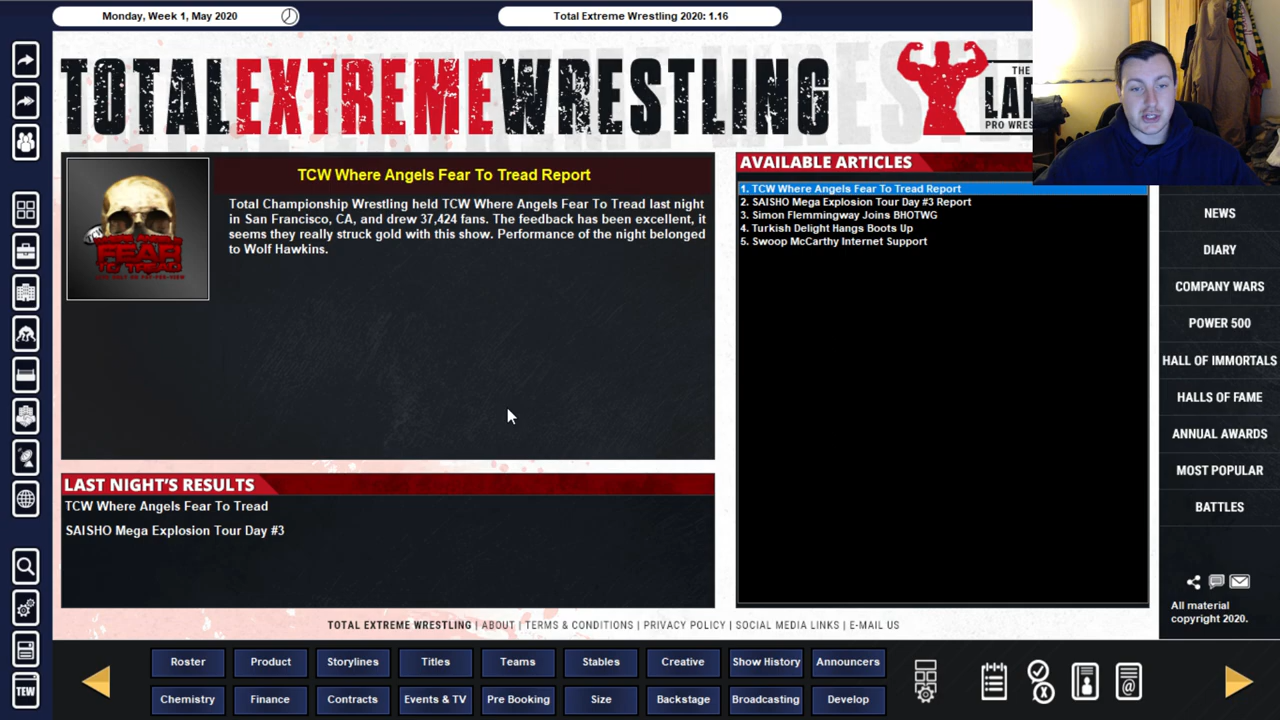 Monday, Week 1, May 2020
Total Extreme Wrestling 2020: 1.16
TOTALEXTREMEWRESTLING
THE
PRO WRES
TCW Where Angels Fear To Tread Report
Total Championship Wrestling held TCW Where Angels Fear To Tread last night
in San Francisco, CA, and drew 37,424 fans. The feedback has been excellent, it
seems they really struck gold with this show. Performance of the night belonged
to Wolf Hawkins.
WHERE ANGELS
FEAR
TO TREAD
AVAILABLE ARTICLES
1. TCW Where Angels Fear To Tread Report
2. SAISHO Mega Explosion Tour Day #3 Report
3. Simon Flemmingway Joins BHOTWG
4. Turkish Delight Hangs Boots Up
5. Swoop McCarthy Internet Support
NEWS
DIARY
COMPANY WARS
POWER 500
HALL OF IMMORTALS
HALLS OF FAME
ANNUAL AWARDS
MOST POPULAR
BATTLES
All material
copyright 2020.
LAST NIGHT'S RESULTS
TCW Where Angels Fear To Tread
SAISHO Mega Explosion Tour Day #3
TOTAL EXTREME WRESTLING | ABOUT | TERMS & CONDITIONS | PRIVACY POLICY | SOCIAL MEDIA LINKS | E-MAIL US
TEW
Roster Product Storylines Titles Teams Stables Creative Show History Announcers
Chemistry Finance Contracts Events & TV Pre Booking Size Backstage Broadcasting Develop